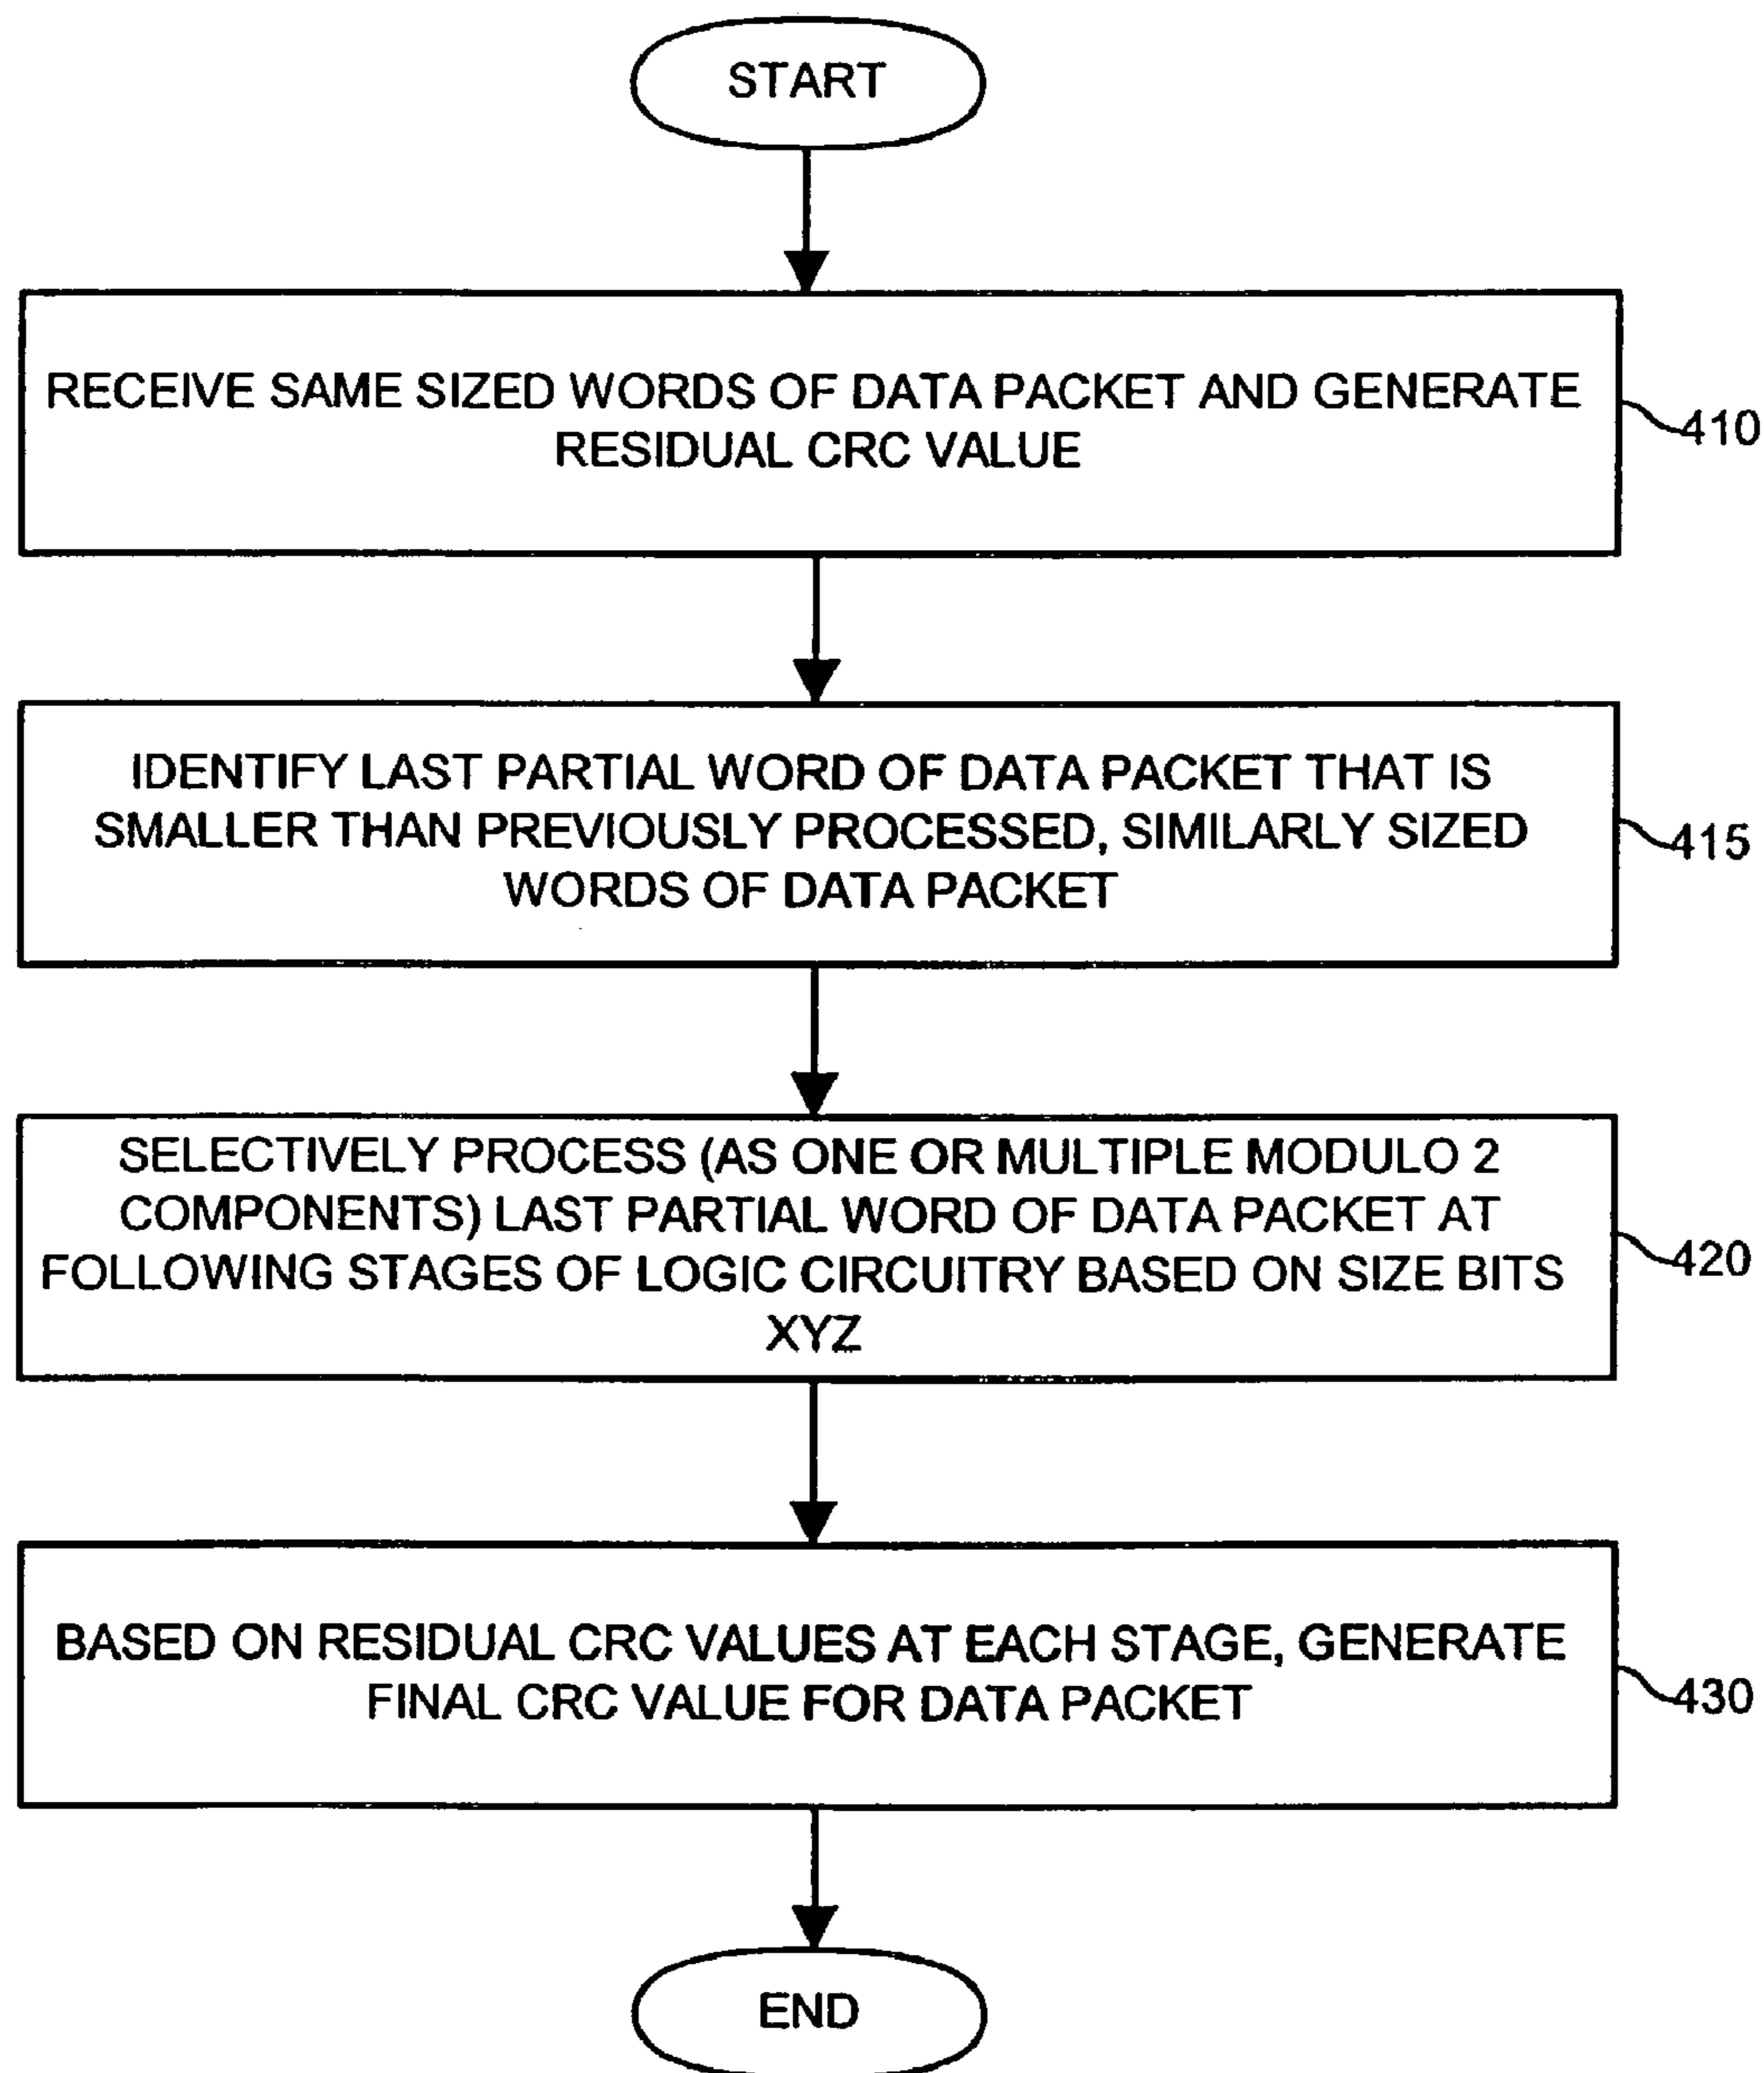 START
RECEIVE SAME SIZED WORDS OF DATA PACKET AND GENERATE
RESIDUAL CRC VALUE
410
IDENTIFY LAST PARTIAL WORD OF DATA PACKET THAT IS
SMALLER THAN PREVIOUSLY PROCESSED, SIMILARLY SIZED
WORDS OF DATA PACKET
415
SELECTIVELY PROCESS (AS ONE OR MULTIPLE MODULO 2
COMPONENTS) LAST PARTIAL WORD OF DATA PACKET AT
FOLLOWING STAGES OF LOGIC CIRCUITRY BASED ON SIZE BITS
XYZ
420
BASED ON RESIDUAL CRC VALUES AT EACH STAGE, GENERATE
FINAL CRC VALUE FOR DATA PACKET
430
END